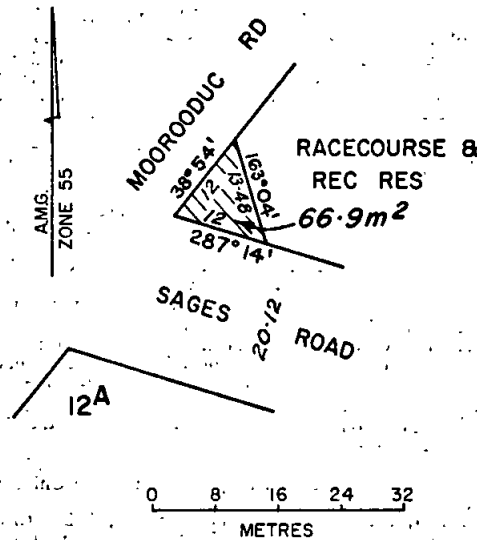 MOOROODUC RD
A.M.G.
ZONE 55
38°54'
163°04'
12
13·48
12
287°14'
RACECOURSE &
REC RES
66·9m²
SAGES ROAD
20·12
12A
0 8 16 24 32
METRES